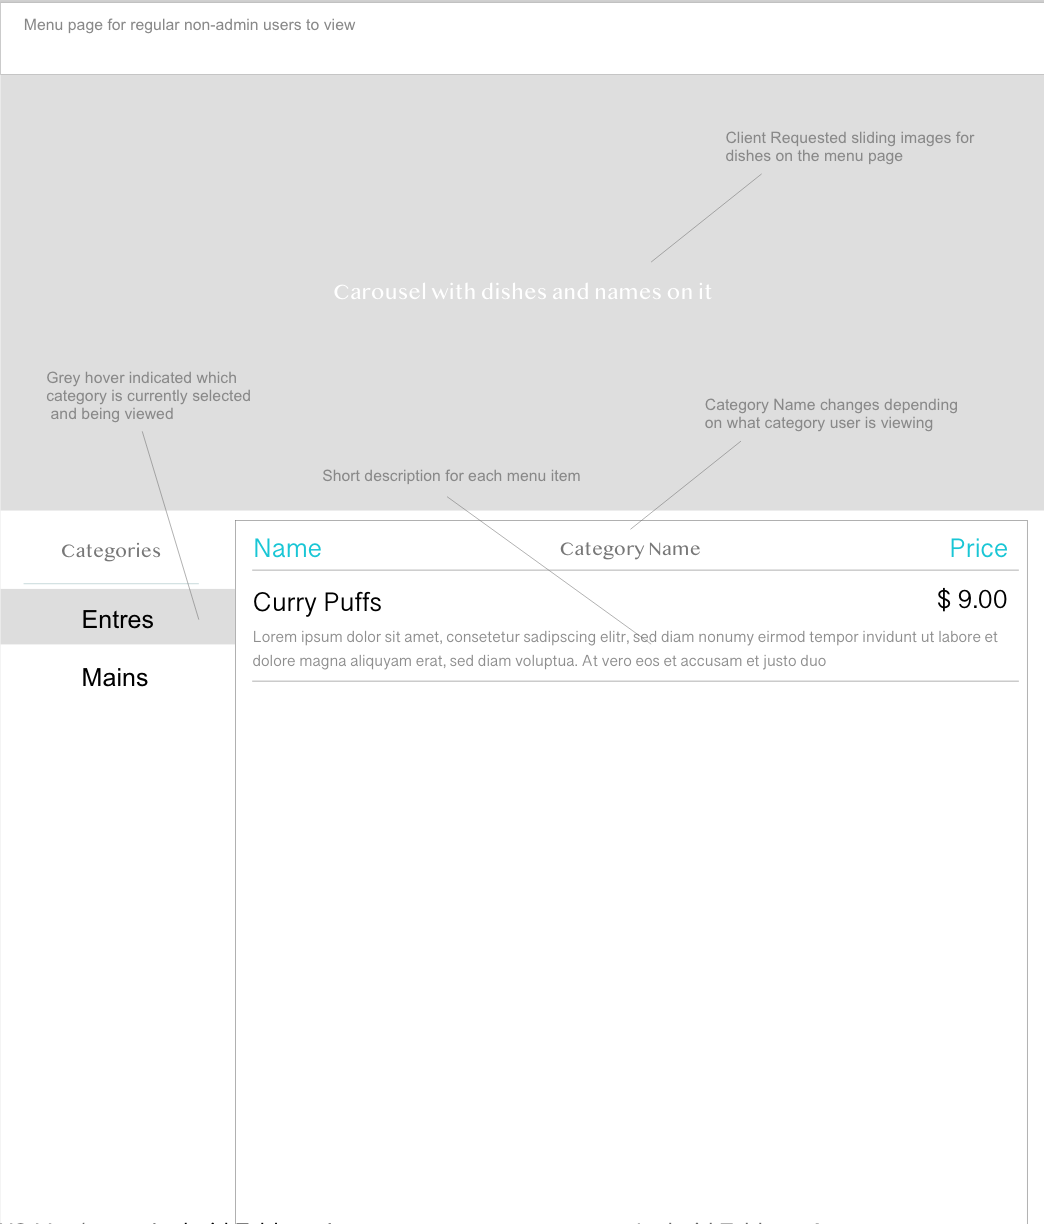 Menu page for regular non-admin users to view
Client Requested sliding images for
dishes on the menu page
Carousel with dishes and names on it
Grey hover indicated which
category is currently selected
and being viewed
Category Name changes depending
on what category user is viewing
Short description for each menu item
Categories
Entres
Mains
Name
Category Name
Price
Curry Puffs
$ 9.00
Lorem ipsum dolor sit amet, consetetur sadipscing elitr, sed diam nonumy eirmod tempor invidunt ut labore et
dolore magna aliquyam erat, sed diam voluptua. At vero eos et accusam et justo duo